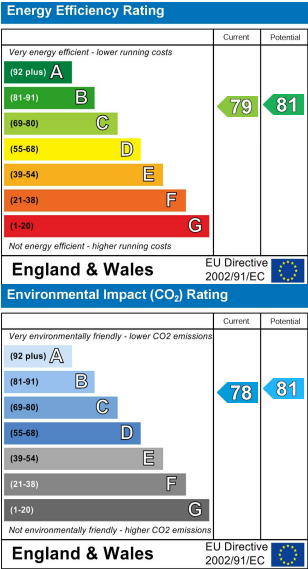 Energy Efficiency Rating
Current Potential
Very energy efficient - lower running costs
(92 plus) A
(81-91) B
(69-80) C
(55-68) D
(39-54) E
(21-38) F
(1-20) G
79 81
Not energy efficient - higher running costs
England & Wales
EU Directive
2002/91/EC
Environmental Impact (CO2) Rating
Current Potential
Very environmentally friendly - lower CO2 emissions
(92 plus) A
(81-91) B
(69-80) C
(55-68) D
(39-54) E
(21-38) F
(1-20) G
78 81
Not environmentally friendly - higher CO2 emissions
England & Wales
EU Directive
2002/91/EC